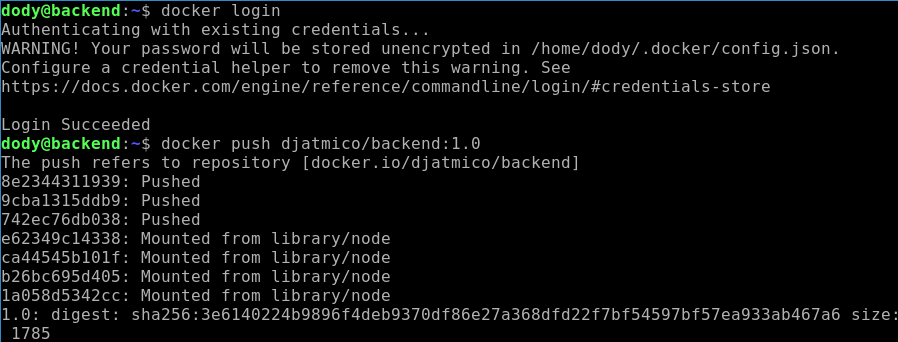 dody@backend:~$ docker login
Authenticating with existing credentials...
WARNING! Your password will be stored unencrypted in /home/dody/.docker/config.json.
Configure a credential helper to remove this warning. See
https://docs.docker.com/engine/reference/commandline/login/#credentials-store

Login Succeeded
dody@backend:~$ docker push djatmico/backend:1.0
The push refers to repository [docker.io/djatmico/backend]
8e2344311939: Pushed
9cba1315ddb9: Pushed
742ec76db038: Pushed
e62349c14338: Mounted from library/node
ca44545b101f: Mounted from library/node
b26bc695d405: Mounted from library/node
1a058d5342cc: Mounted from library/node
1.0: digest: sha256:3e6140224b9896f4deb9370df86e27a368dfd22f7bf54597bf57ea933ab467a6 size:
 1785